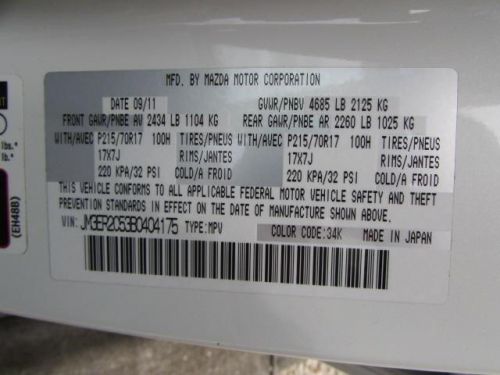 MFD. BY MAZDA MOTOR CORPORATION
DATE 09/11 GVWR/PNBV 4685 LB 2125 KG
FRONT GAWR/PNBE AV 2434 LB 1104 KG REAR GAWR/PNBE AR 2260 LB 1025 KG
WITH/AVEC P215/70R17 100H TIRES/PNEUS WITH/AVEC P215/70R17 100H TIRES/PNEUS
17X7J RIMS/JANTES 17X7J RIMS/JANTES
220 KPA/32 PSI COLD/A FROID 220 KPA/32 PSI COLD/A FROID
THIS VEHICLE CONFORMS TO ALL APPLICABLE FEDERAL MOTOR VEHICLE SAFETY AND THEFT
PREVENTION STANDARDS IN EFFECT ON THE DATE OF MANUFACTURE SHOWN ABOVE.
VIN: JM3ER2C53B0404175 TYPE: MPV COLOR CODE: 34K MADE IN JAPAN
lbs.*
lb.*
(EH48B)